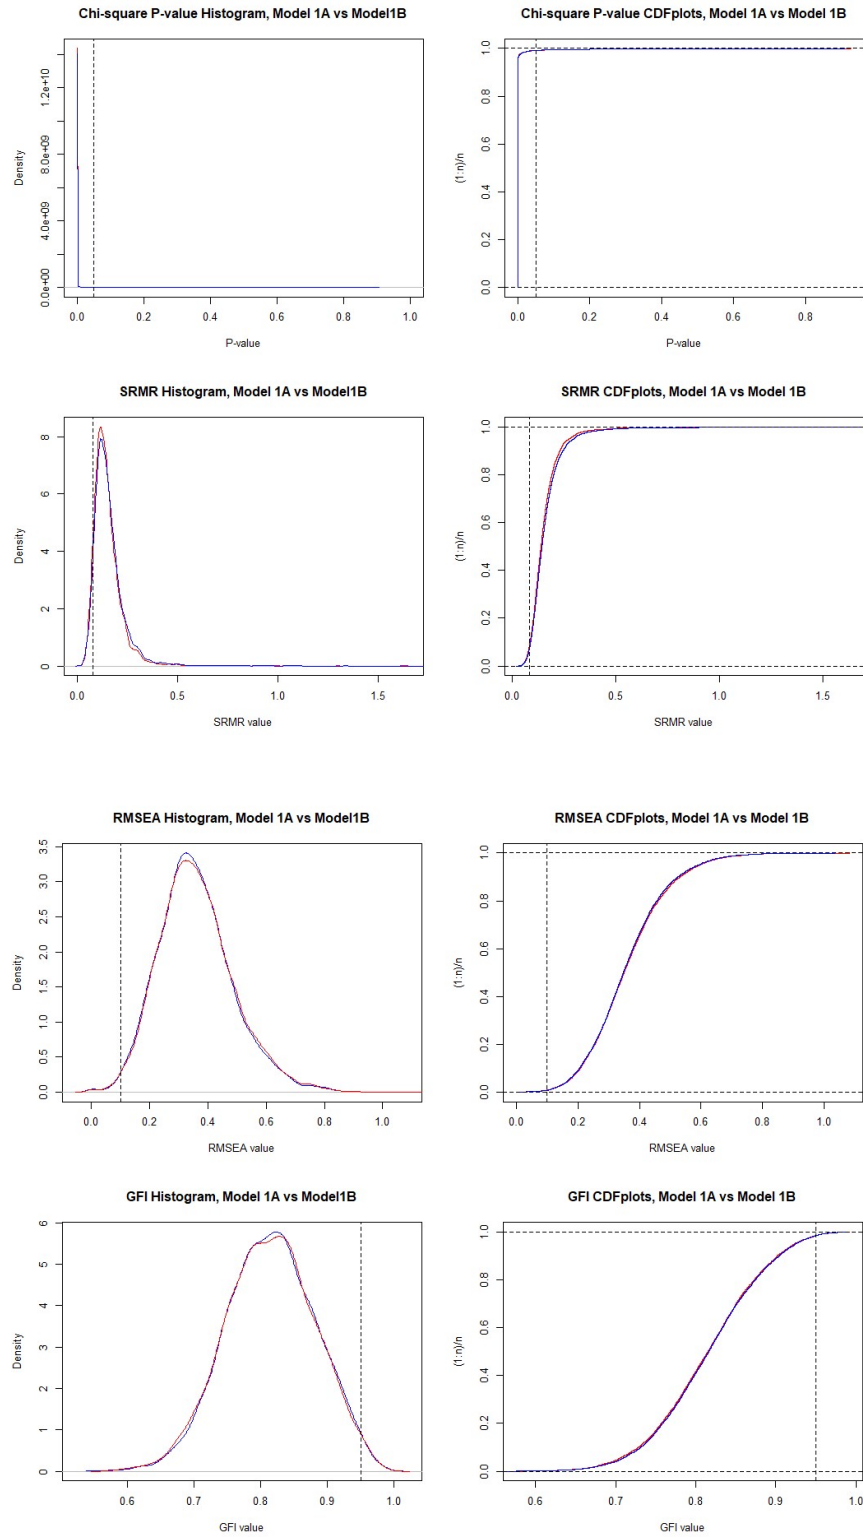 Chi-square P-value Histogram, Model 1A vs Model1B
Density
0.0e+00 4.0e+09 8.0e+09 1.2e+10
0.0 0.2 0.4 0.6 0.8 1.0
P-value
Chi-square P-value CDFplots, Model 1A vs Model 1B
(1:n)/n
0.0 0.2 0.4 0.6 0.8 1.0
0.0 0.2 0.4 0.6 0.8
P-value
SRMR Histogram, Model 1A vs Model1B
Density
0 2 4 6 8
0.0 0.5 1.0 1.5
SRMR value
SRMR CDFplots, Model 1A vs Model 1B
(1:n)/n
0.0 0.2 0.4 0.6 0.8 1.0
0.0 0.5 1.0 1.5
SRMR value
RMSEA Histogram, Model 1A vs Model1B
Density
0.0 0.5 1.0 1.5 2.0 2.5 3.0 3.5
0.0 0.2 0.4 0.6 0.8 1.0
RMSEA value
RMSEA CDFplots, Model 1A vs Model 1B
(1:n)/n
0.0 0.2 0.4 0.6 0.8 1.0
0.0 0.2 0.4 0.6 0.8 1.0
RMSEA value
GFI Histogram, Model 1A vs Model1B
Density
0 1 2 3 4 5 6
0.6 0.7 0.8 0.9 1.0
GFI value
GFI CDFplots, Model 1A vs Model 1B
(1:n)/n
0.0 0.2 0.4 0.6 0.8 1.0
0.6 0.7 0.8 0.9 1.0
GFI value